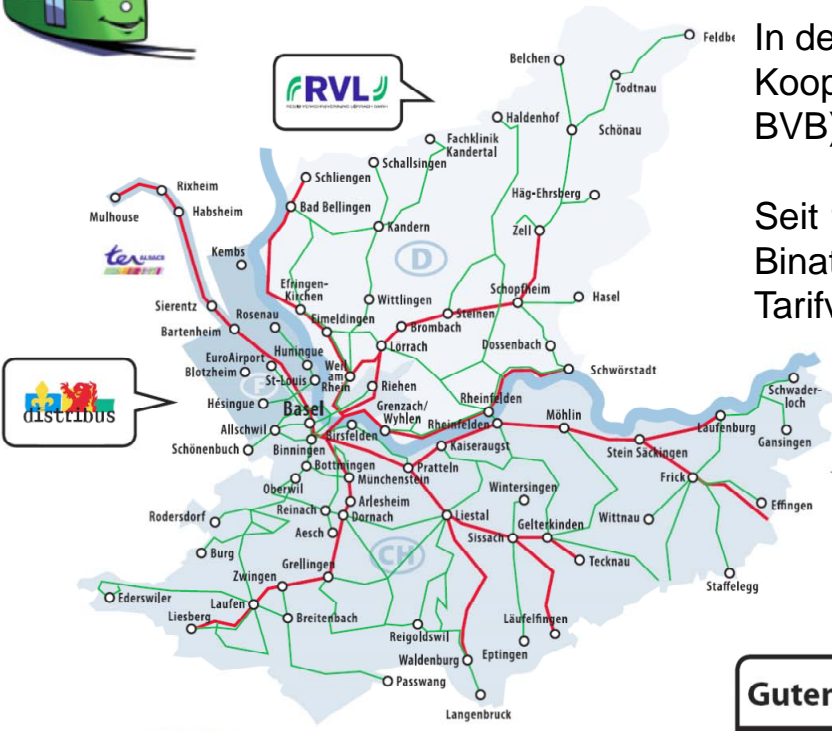 In de
Koop
BVB)
Seit
Binat
Tarifv
RVL
Feldbe
Belchen
Todtnau
Haldenhof
Schönau
Fachklinik
Kandertal
Schallsingen
Schliengen
Häg-Ehrsberg
Rixheim
Bad Bellingen
Mulhouse
Habsheim
Kandern
Zell
ter ALSACE
Kembs
D
Efringen-
Kirchen
Wittlingen
Schopfheim
Hasel
Sierentz
Rosenau
Eimeldingen
Steinen
Bartenheim
Brombach
Lörrach
Dossenbach
EuroAirport
Huningue
Weil
am
Rhein
Blotzheim
F
St-Louis
Riehen
Schwörstadt
distribus
Hésingue
Basel
Grenzach/
Wyhlen
Rheinfelden
Schwader-
loch
Allschwil
Birsfelden
Rheinfelden
Möhlin
Laufenburg
Schönenbuch
Binningen
Kaiseraugst
Stein Säckingen
Gansingen
Bottmingen
Pratteln
Oberwil
Münchenstein
Wintersingen
Frick
Arlesheim
Reinach
Dornach
Liestal
Gelterkinden
Wittnau
Effingen
Rodersdorf
Aesch
Sissach
Burg
CH
Tecknau
Grellingen
Zwingen
Staffelegg
Ederswiler
Laufen
Liesberg
Breitenbach
Läufelfingen
Reigoldswil
Waldenburg
Eptingen
Passwang
Langenbruck
Guter